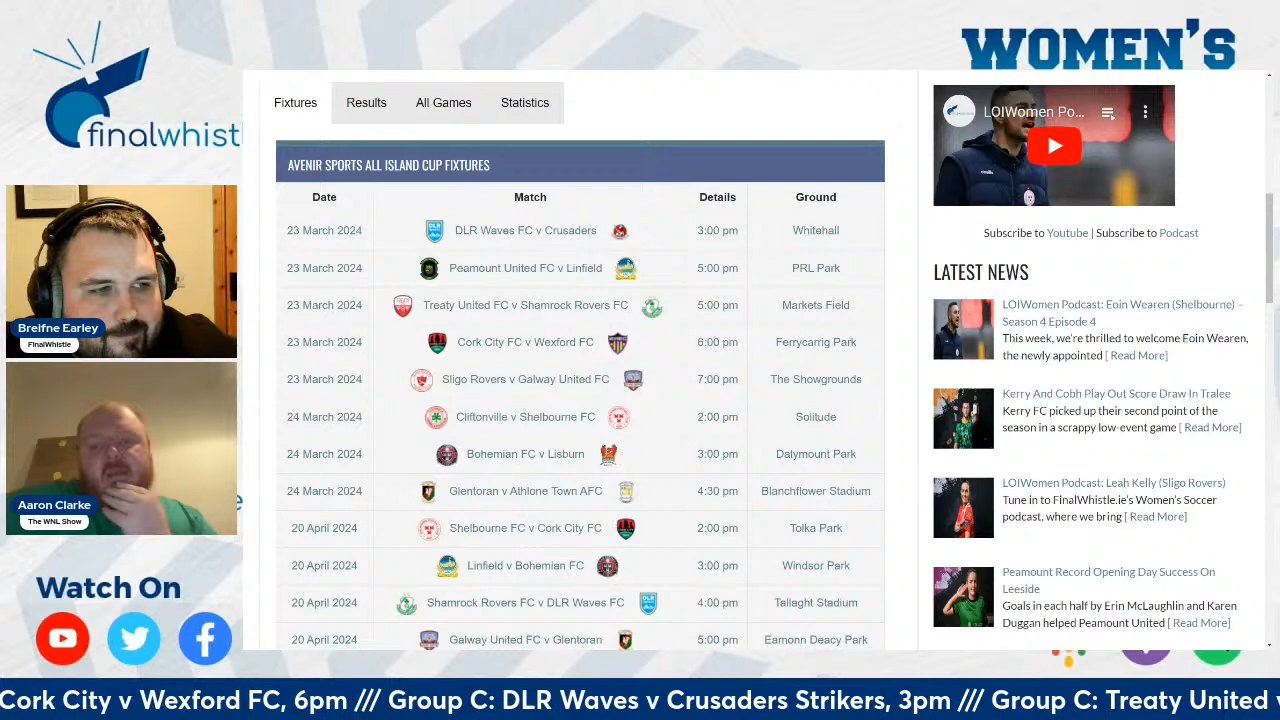 WOMEN'S
finalwhistl
Fixtures Results All Games Statistics
AVENIR SPORTS ALL ISLAND CUP FIXTURES
Date Match Details Ground
23 March 2024 DLR Waves FC v Crusaders 3:00 pm Whitehall
23 March 2024 Peamount United FC v Linfield 5:00 pm PRL Park
23 March 2024 Treaty United FC v Shamrock Rovers FC 5:00 pm Markets Field
23 March 2024 Cork City FC v Wexford FC 6:00 pm Ferrycarrig Park
23 March 2024 Sligo Rovers v Galway United FC 7:00 pm The Showgrounds
24 March 2024 Cliftonville v Shelbourne FC 2:00 pm Solitude
24 March 2024 Bohemian FC v Lisburn 3:00 pm Dalymount Park
24 March 2024 Glentoran v Athlone Town AFC 4:30 pm Blanchflower Stadium
20 April 2024 Shelbourne FC v Cork City FC 2:00 pm Tolka Park
20 April 2024 Linfield v Bohemian FC 3:00 pm Windsor Park
20 April 2024 Shamrock Rovers FC v DLR Waves FC 4:00 pm Tallaght Stadium
20 April 2024 Galway United FC v Glentoran 5:00 pm Eamonn Deacy Park
LOIWomen Po...
Subscribe to Youtube | Subscribe to Podcast
LATEST NEWS
LOIWomen Podcast: Eoin Wearen (Shelbourne) –
Season 4 Episode 4
This week, we're thrilled to welcome Eoin Wearen,
the newly appointed [ Read More]
Kerry And Cobh Play Out Score Draw In Tralee
Kerry FC picked up their second point of the
season in a scrappy low-event game [ Read More]
LOIWomen Podcast: Leah Kelly (Sligo Rovers)
Tune in to FinalWhistle.ie's Women's Soccer
podcast, where we bring [ Read More]
Peamount Record Opening Day Success On
Leeside
Goals in each half by Erin McLaughlin and Karen
Duggan helped Peamount United [ Read More]
Breifne Earley
FinalWhistle
Aaron Clarke
The WNL Show
Watch On
Cork City v Wexford FC, 6pm /// Group C: DLR Waves v Crusaders Strikers, 3pm /// Group C: Treaty United v